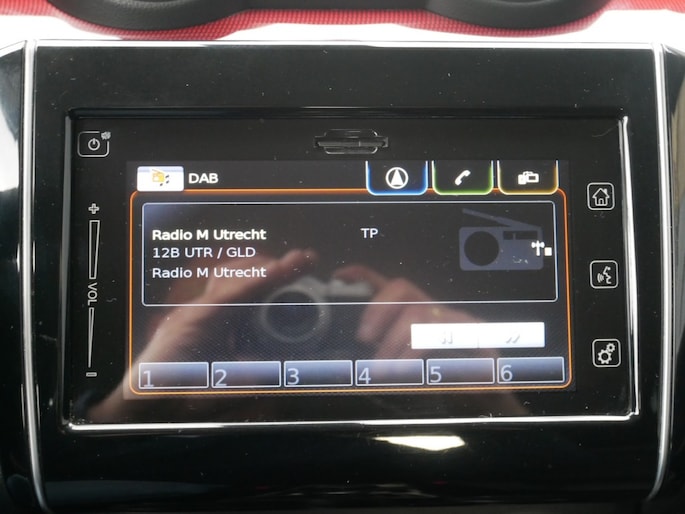 DAB
Radio M Utrecht TP
12B UTR / GLD
Radio M Utrecht
+
VOL
−
1 2 3 4 5 6